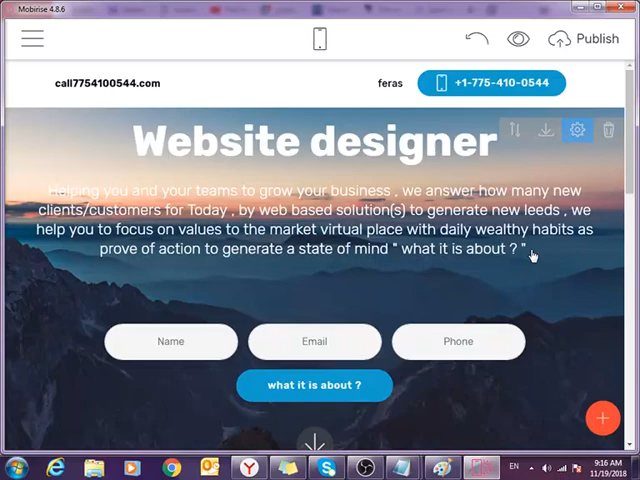 Mobirise 4.8.6
Publish
call7754100544.com
feras
+1-775-410-0544
Website designer
Helping you and your teams to grow your business , we answer how many new
clients/customers for Today , by web based solution(s) to generate new leeds , we
help you to focus on values to the market virtual place with daily wealthy habits as
prove of action to generate a state of mind " what it is about ? "
Name
Email
Phone
what it is about ?
EN
9:16 AM
11/19/2018